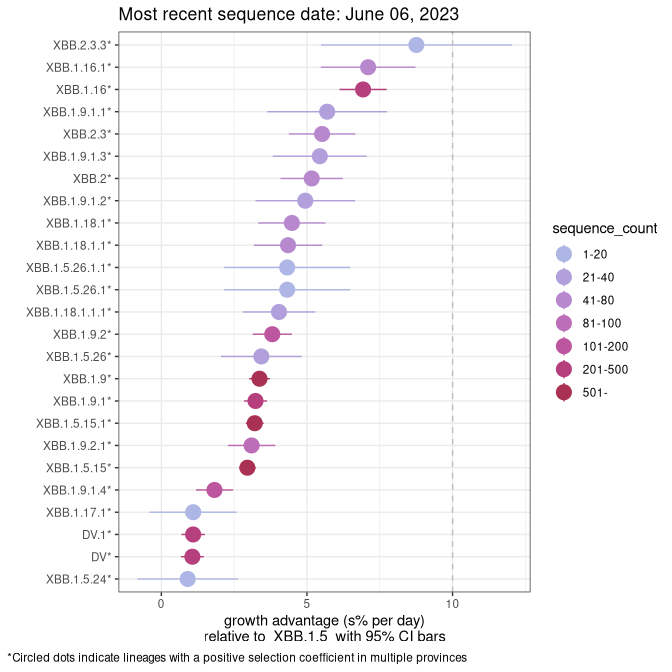 Most recent sequence date: June 06, 2023
XBB.2.3.3*
XBB.1.16.1*
XBB.1.16*
XBB.1.9.1.1*
XBB.2.3*
XBB.1.9.1.3*
XBB.2*
XBB.1.9.1.2*
XBB.1.18.1*
XBB.1.18.1.1*
XBB.1.5.26.1.1*
XBB.1.5.26.1*
XBB.1.18.1.1.1*
XBB.1.9.2*
XBB.1.5.26*
XBB.1.9*
XBB.1.9.1*
XBB.1.5.15.1*
XBB.1.9.2.1*
XBB.1.5.15*
XBB.1.9.1.4*
XBB.1.17.1*
DV.1*
DV*
XBB.1.5.24*
0 5 10
growth advantage (s% per day)
relative to XBB.1.5 with 95% CI bars
sequence_count
1-20
21-40
41-80
81-100
101-200
201-500
501-
*Circled dots indicate lineages with a positive selection coefficient in multiple provinces